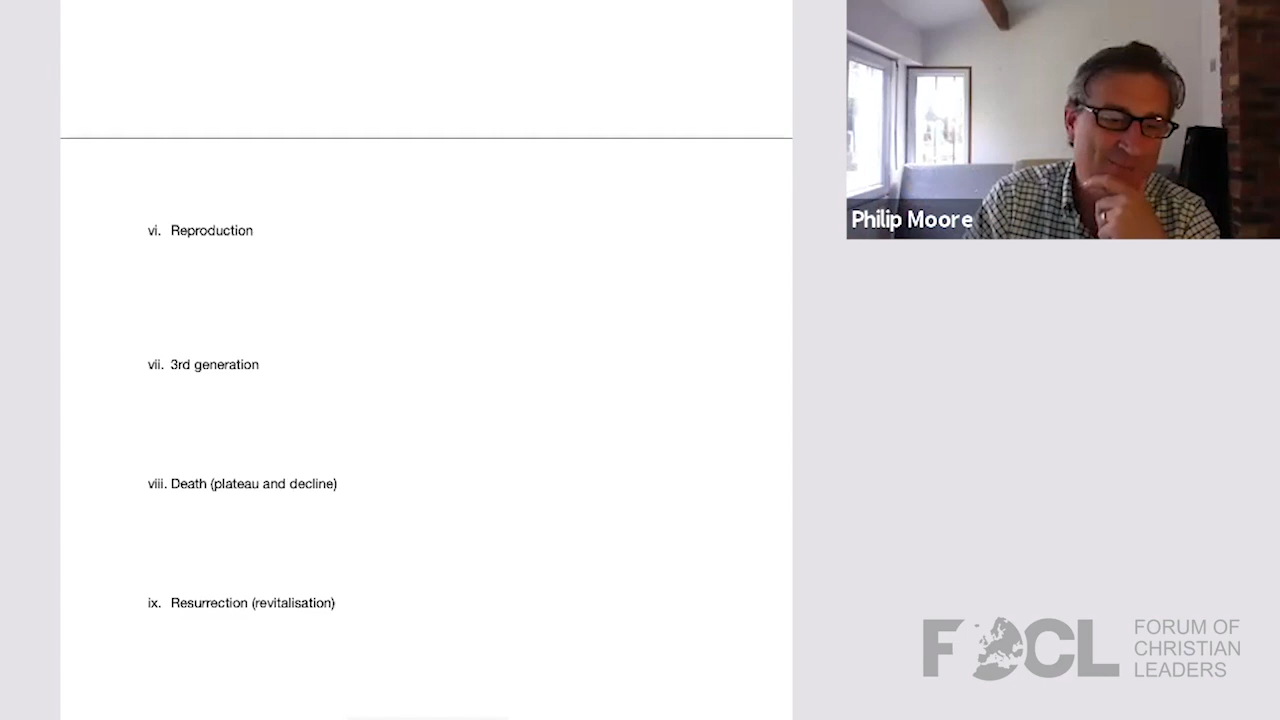 vi. Reproduction
vii. 3rd generation
viii. Death (plateau and decline)
ix. Resurrection (revitalisation)
Philip Moore
FOCL
FORUM OF
CHRISTIAN
LEADERS